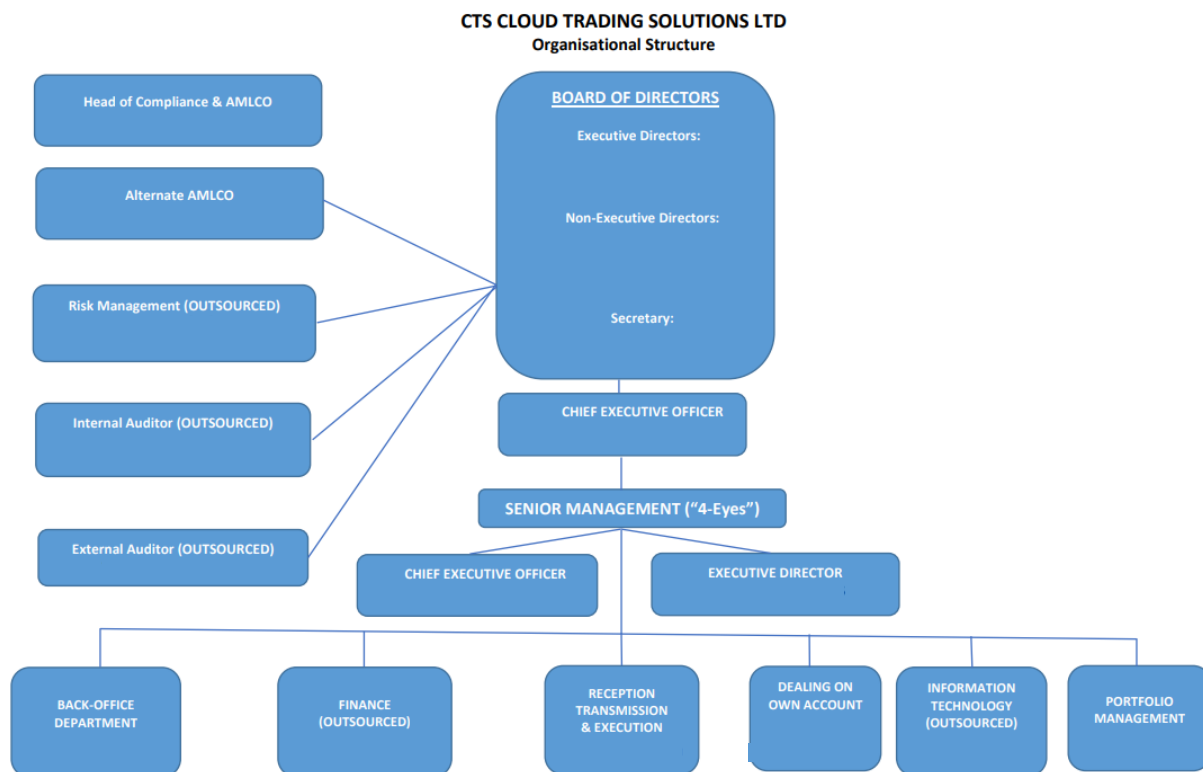 CTS CLOUD TRADING SOLUTIONS LTD
Organisational Structure
Head of Compliance & AMLCO
Alternate AMLCO
Risk Management (OUTSOURCED)
Internal Auditor (OUTSOURCED)
External Auditor (OUTSOURCED)
BOARD OF DIRECTORS
Executive Directors:
Non-Executive Directors:
Secretary:
CHIEF EXECUTIVE OFFICER
SENIOR MANAGEMENT (“4-Eyes”)
CHIEF EXECUTIVE OFFICER
EXECUTIVE DIRECTOR
BACK-OFFICE
DEPARTMENT
FINANCE
(OUTSOURCED)
RECEPTION
TRANSMISSION
& EXECUTION
DEALING ON
OWN ACCOUNT
INFORMATION
TECHNOLOGY
(OUTSOURCED)
PORTFOLIO
MANAGEMENT